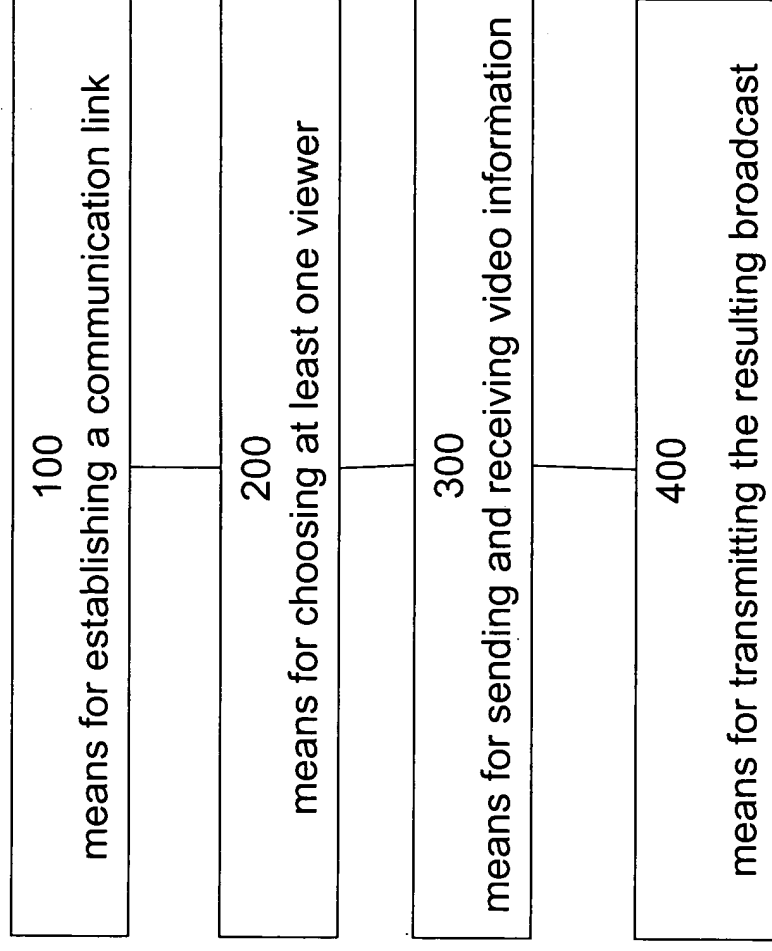 100
means for establishing a communication link
200
means for choosing at least one viewer
300
means for sending and receiving video information
400
means for transmitting the resulting broadcast